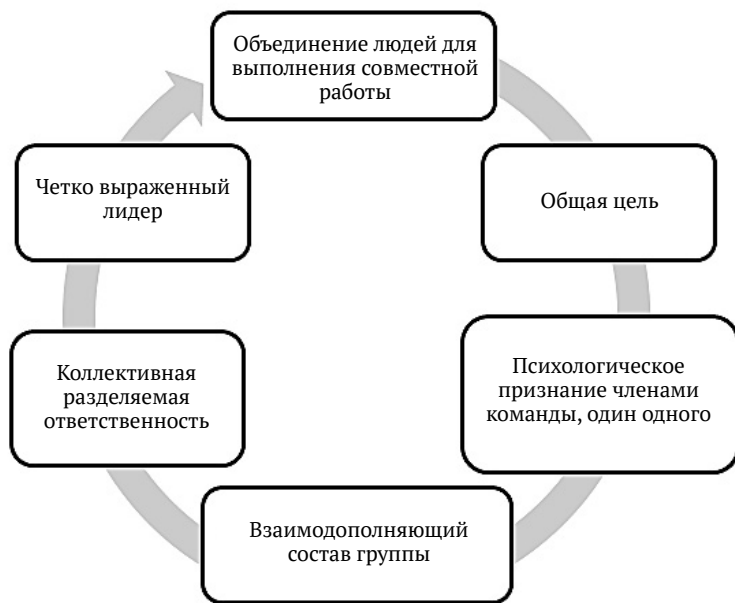 Объединение людей для
выполнения совместной
работы
Общая цель
Психологическое
признание членами
команды, один одного
Взаимодополняющий
состав группы
Коллективная
разделяемая
ответственность
Четко выраженный
лидер